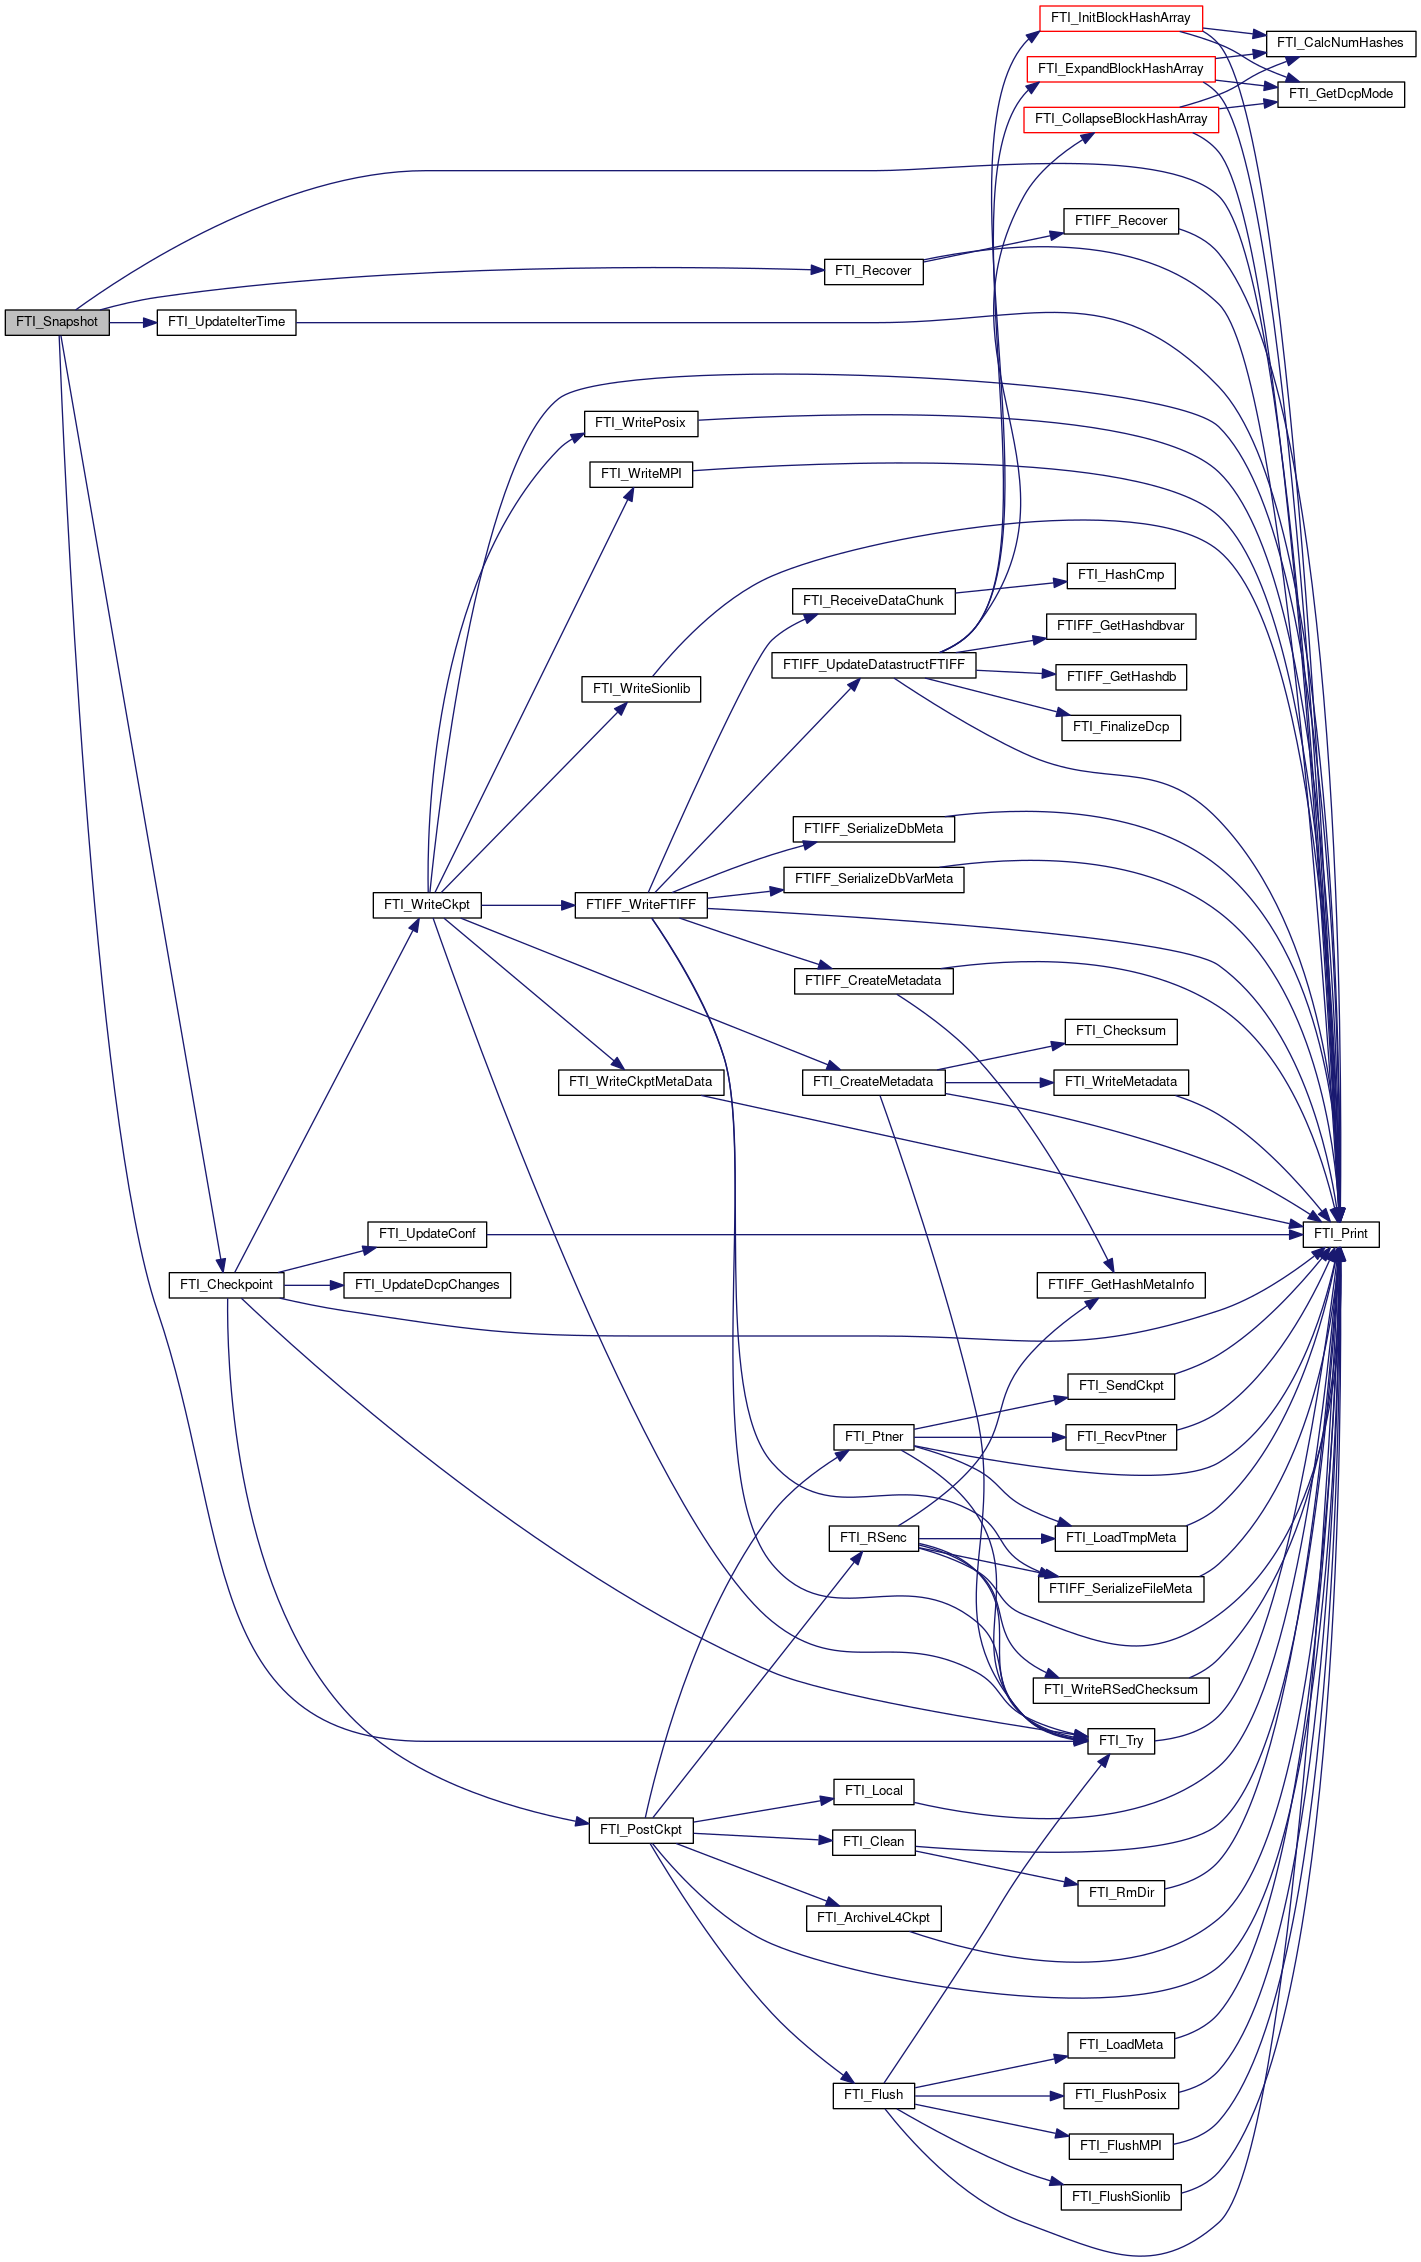 FTI_InitBlockHashArray
FTI_CalcNumHashes
FTI_ExpandBlockHashArray
FTI_GetDcpMode
FTI_CollapseBlockHashArray
FTIFF_Recover
FTI_Recover
FTI_Snapshot
FTI_UpdateIterTime
FTI_WritePosix
FTI_WriteMPI
FTI_HashCmp
FTI_ReceiveDataChunk
FTIFF_GetHashdbvar
FTIFF_UpdateDatastructFTIFF
FTIFF_GetHashdb
FTI_WriteSionlib
FTI_FinalizeDcp
FTIFF_SerializeDbMeta
FTIFF_SerializeDbVarMeta
FTI_WriteCkpt
FTIFF_WriteFTIFF
FTIFF_CreateMetadata
FTI_Checksum
FTI_WriteCkptMetaData
FTI_CreateMetadata
FTI_WriteMetadata
FTI_UpdateConf
FTI_Print
FTI_Checkpoint
FTI_UpdateDcpChanges
FTIFF_GetHashMetaInfo
FTI_SendCkpt
FTI_Ptner
FTI_RecvPtner
FTI_RSenc
FTI_LoadTmpMeta
FTIFF_SerializeFileMeta
FTI_WriteRSedChecksum
FTI_Try
FTI_Local
FTI_PostCkpt
FTI_Clean
FTI_RmDir
FTI_ArchiveL4Ckpt
FTI_LoadMeta
FTI_Flush
FTI_FlushPosix
FTI_FlushMPI
FTI_FlushSionlib